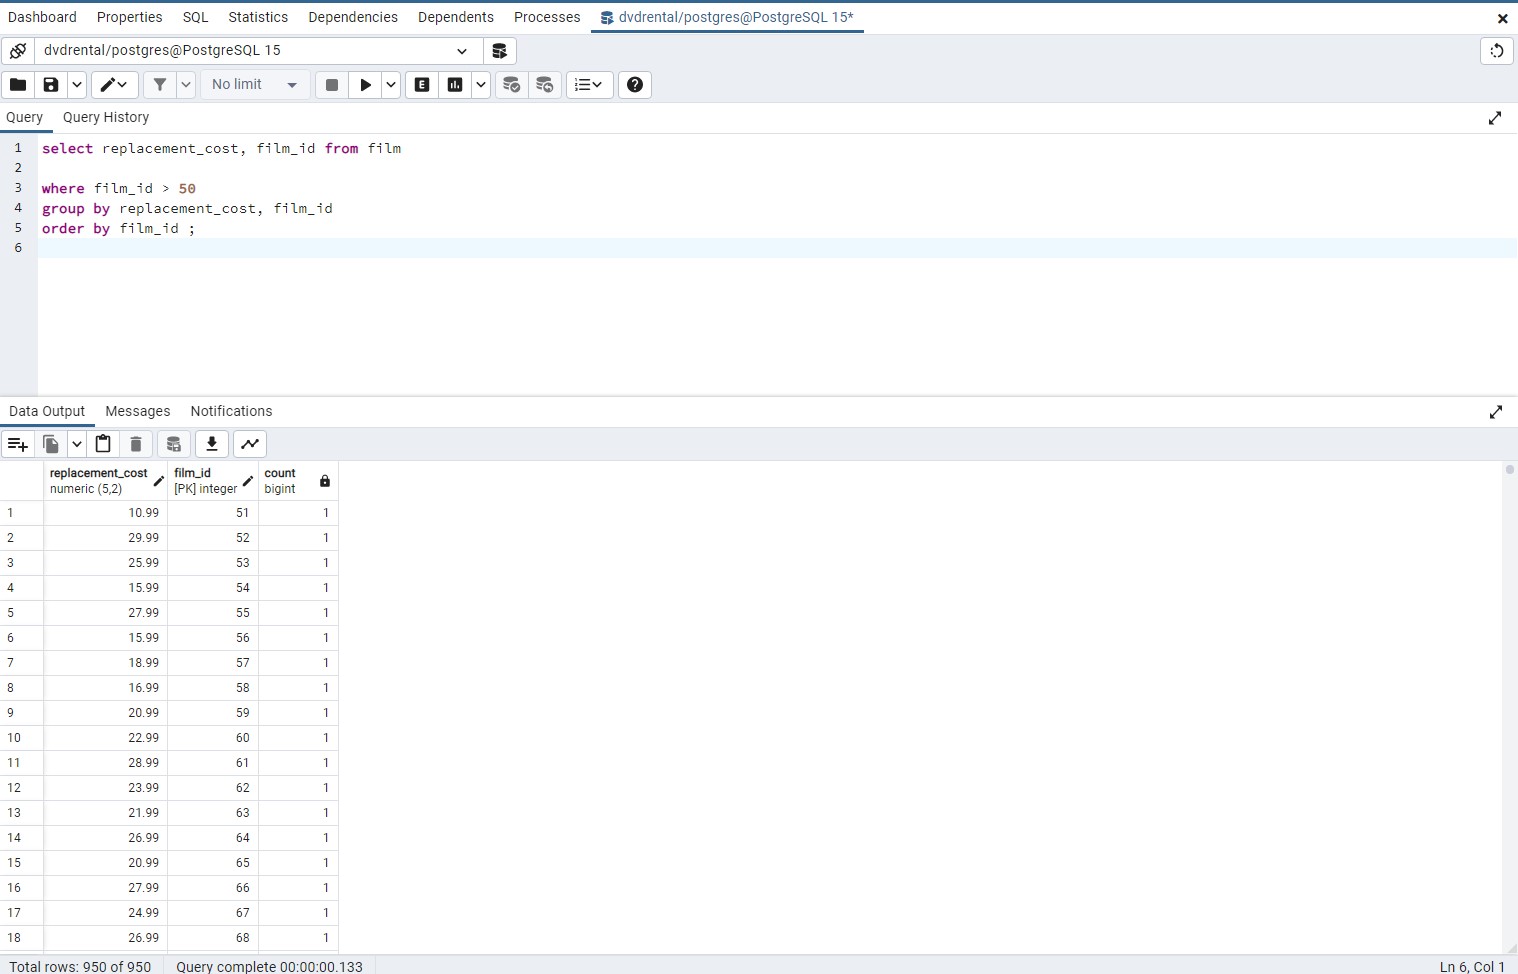 Dashboard Properties SQL Statistics Dependencies Dependents Processes dvdrental/postgres@PostgreSQL 15*
dvdrental/postgres@PostgreSQL 15
No limit E
Query Query History
1 select replacement_cost, film_id from film
2
3 where film_id > 50
4 group by replacement_cost, film_id
5 order by film_id ;
6
Data Output Messages Notifications
replacement_cost film_id count
numeric (5,2) [PK] integer bigint
1 10.99 51 1
2 29.99 52 1
3 25.99 53 1
4 15.99 54 1
5 27.99 55 1
6 15.99 56 1
7 18.99 57 1
8 16.99 58 1
9 20.99 59 1
10 22.99 60 1
11 28.99 61 1
12 23.99 62 1
13 21.99 63 1
14 26.99 64 1
15 20.99 65 1
16 27.99 66 1
17 24.99 67 1
18 26.99 68 1
Total rows: 950 of 950 Query complete 00:00:00.133 Ln 6, Col 1